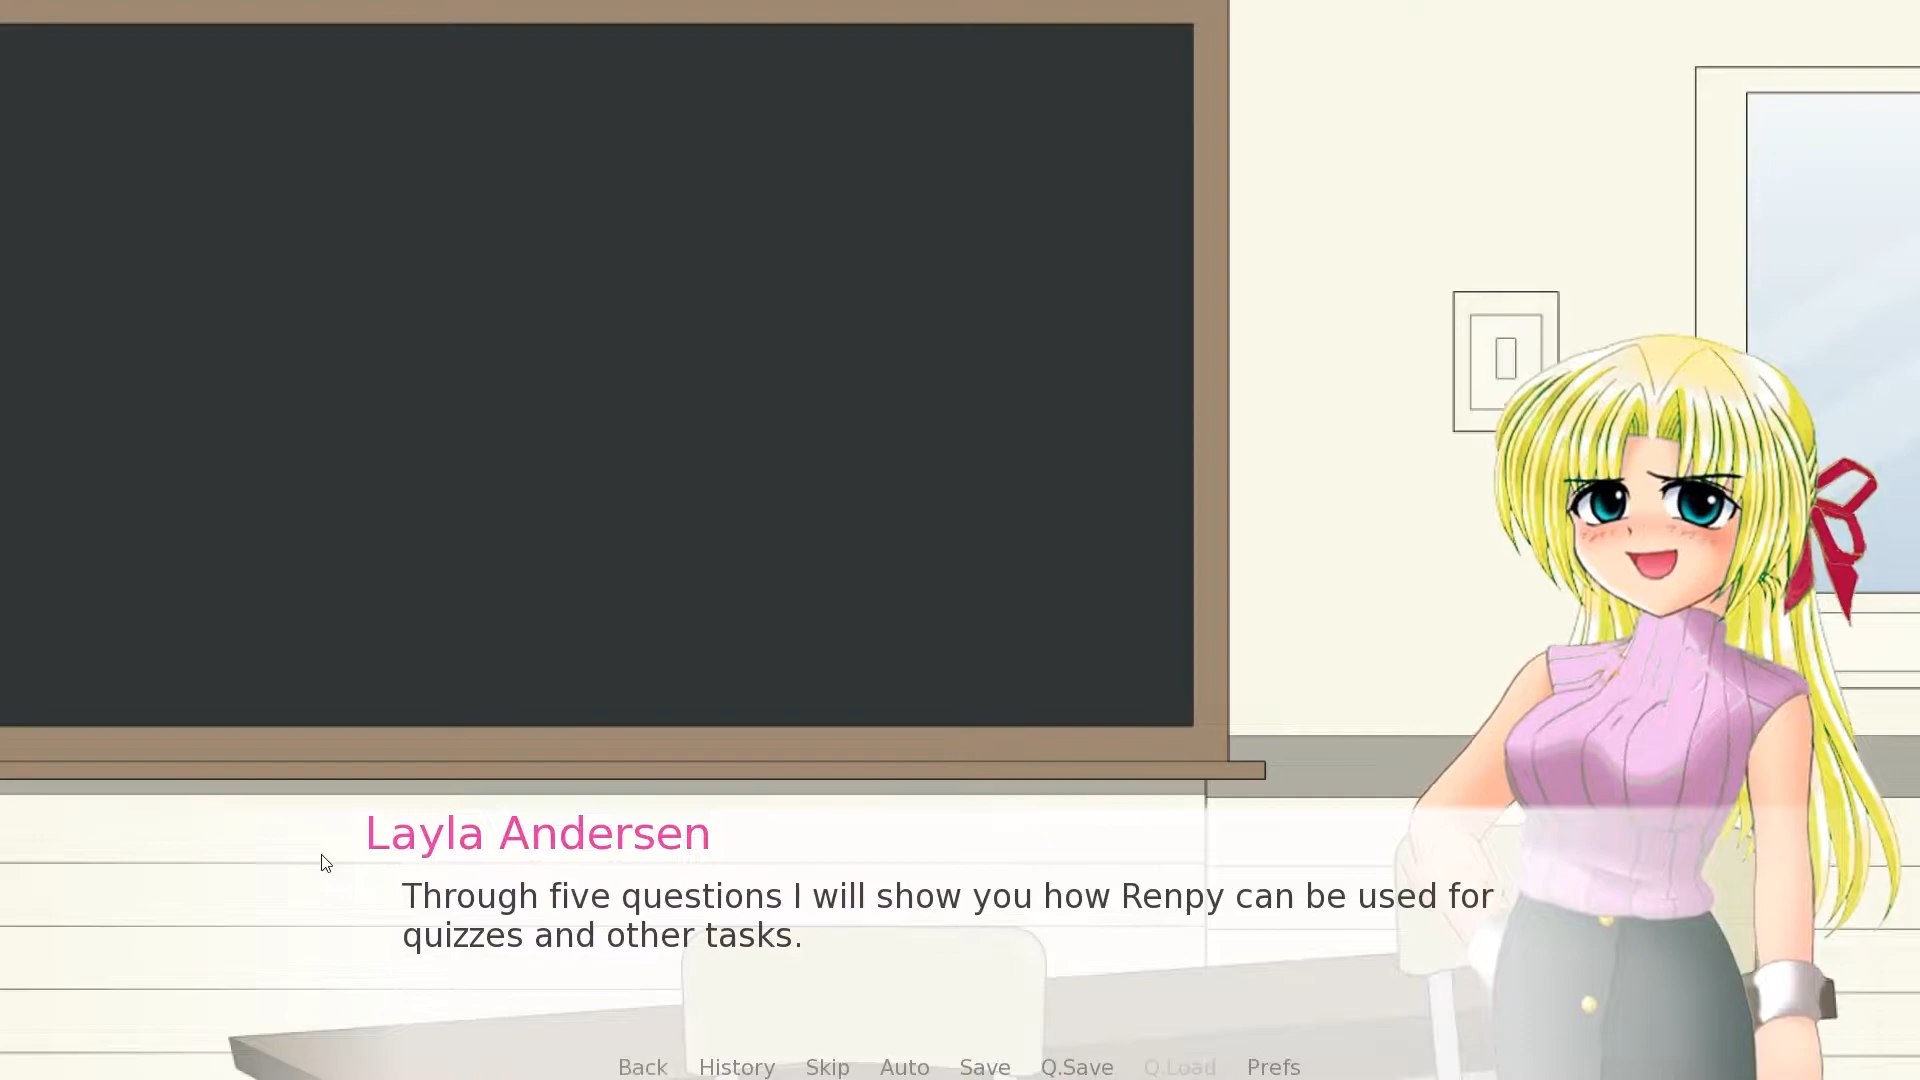 Layla Andersen
Through five questions I will show you how Renpy can be used for
quizzes and other tasks.
Back History Skip Auto Save Q.Save Q.Load Prefs